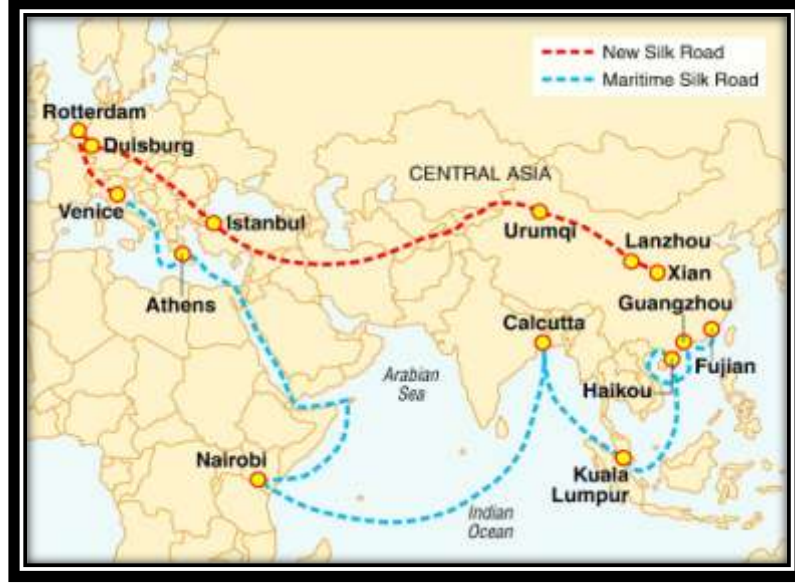 New Silk Road
Maritime Silk Road
Rotterdam
Duisburg
CENTRAL ASIA
Venice
Istanbul
Urumqi
Lanzhou
Xian
Athens
Guangzhou
Calcutta
Fujian
Arabian
Sea
Haikou
Nairobi
Kuala
Lumpur
Indian
Ocean